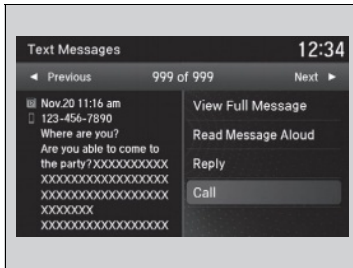 Text Messages 12:34
◄ Previous 999 of 999 Next ►
Nov.20 11:16 am
123-456-7890
Where are you?
Are you able to come to
the party?XXXXXXXXXX
XXXXXXXXXXXXXXXXX
XXXXXXXXXXXXXXXXX
XXXXXXX
XXXXXXXXXXXXXXXXX
View Full Message
Read Message Aloud
Reply
Call